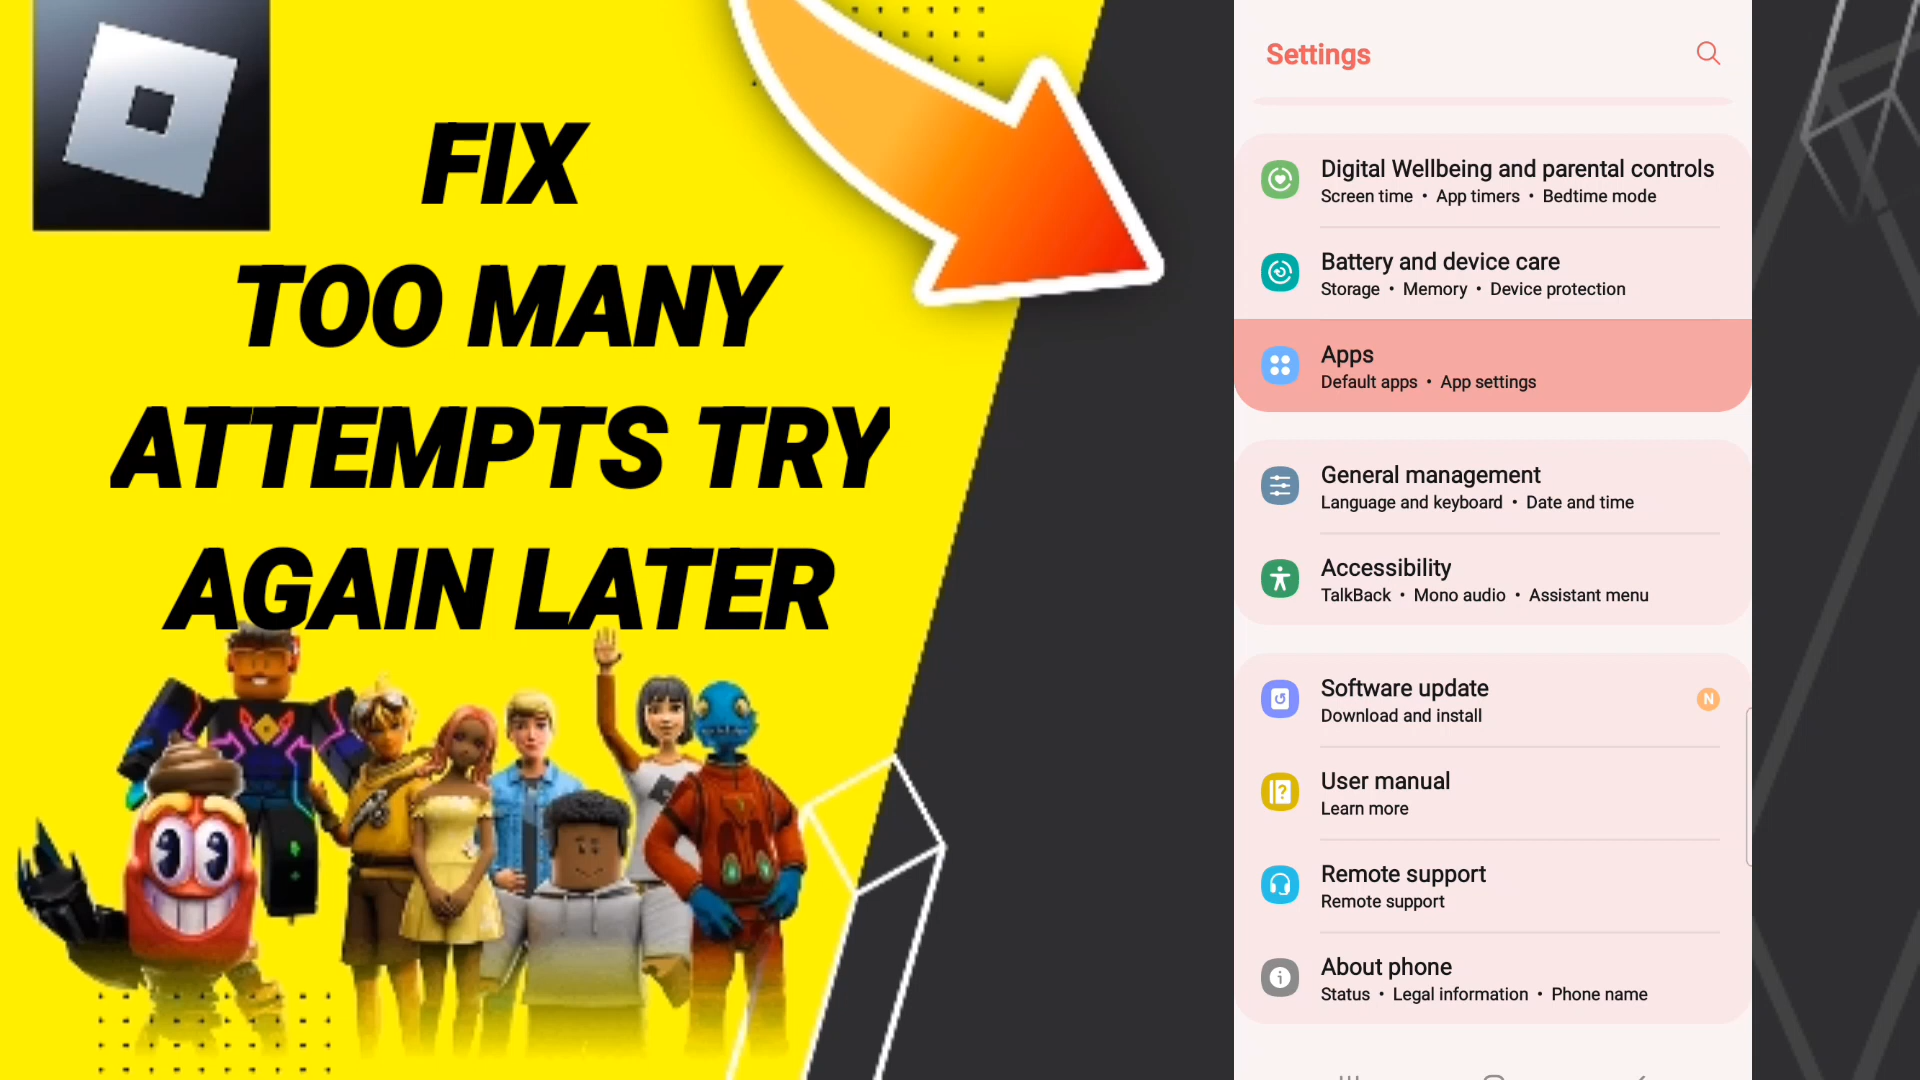 FIX
TOO MANY
ATTEMPTS TRY
AGAIN LATER
Settings
Digital Wellbeing and parental controls
Screen time • App timers • Bedtime mode
Battery and device care
Storage • Memory • Device protection
Apps
Default apps • App settings
General management
Language and keyboard • Date and time
Accessibility
TalkBack • Mono audio • Assistant menu
Software update
N
Download and install
User manual
Learn more
Remote support
Remote support
About phone
Status • Legal information • Phone name